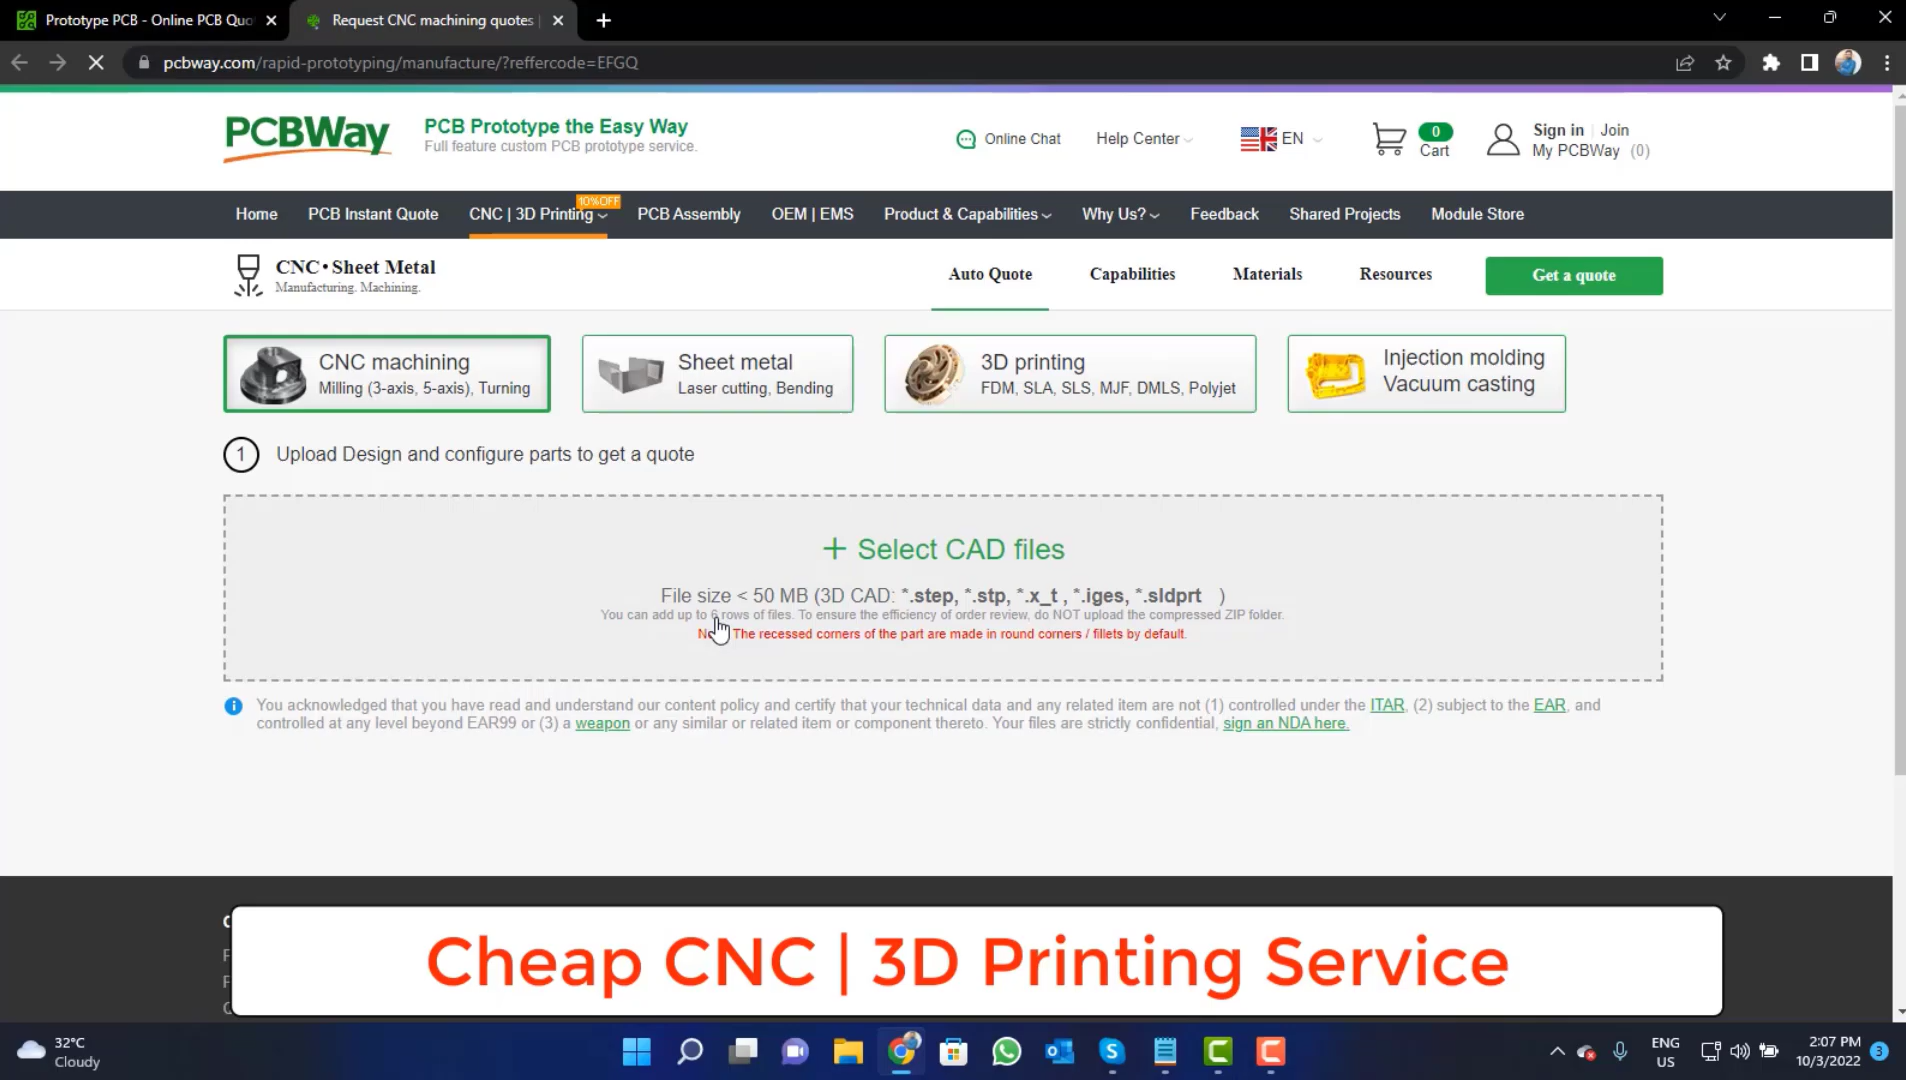 Prototype PCB - Online PCB Quo
Request CNC machining quotes |
pcbway.com/rapid-prototyping/manufacture/?reffercode=EFGQ
PCBWay
PCB Prototype the Easy Way
Full feature custom PCB prototype service.
Online Chat
Help Center
EN
0
Cart
Sign in | Join
My PCBWay (0)
10%OFF
Home
PCB Instant Quote
CNC | 3D Printing
PCB Assembly
OEM | EMS
Product & Capabilities
Why Us?
Feedback
Shared Projects
Module Store
CNC • Sheet Metal
Manufacturing. Machining.
Auto Quote
Capabilities
Materials
Resources
Get a quote
CNC machining
Milling (3-axis, 5-axis), Turning
Sheet metal
Laser cutting, Bending
3D printing
FDM, SLA, SLS, MJF, DMLS, Polyjet
Injection molding
Vacuum casting
1 Upload Design and configure parts to get a quote
+ Select CAD files
File size < 50 MB (3D CAD: *.step, *.stp, *.x_t , *.iges, *.sldprt )
You can add up to 6 rows of files. To ensure the efficiency of order review, do NOT upload the compressed ZIP folder.
The recessed corners of the part are made in round corners / fillets by default.
You acknowledged that you have read and understand our content policy and certify that your technical data and any related item are not (1) controlled under the ITAR, (2) subject to the EAR, and
controlled at any level beyond EAR99 or (3) a weapon or any similar or related item or component thereto. Your files are strictly confidential, sign an NDA here.
Cheap CNC | 3D Printing Service
32°C
Cloudy
ENG
US
2:07 PM
10/3/2022
3